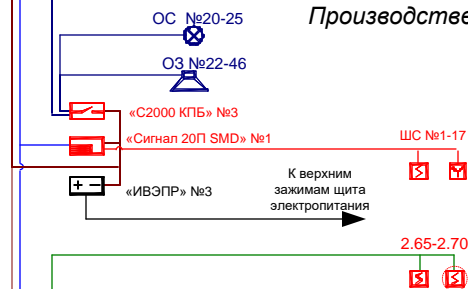 ОС №20-25
Производстве
ОЗ №22-46
«С2000 КПБ» №3
«Сигнал 20П SMD» №1
ШС №1-17
«ИВЭПР» №3
К верхним
зажимам щита
электропитания
2.65-2.70